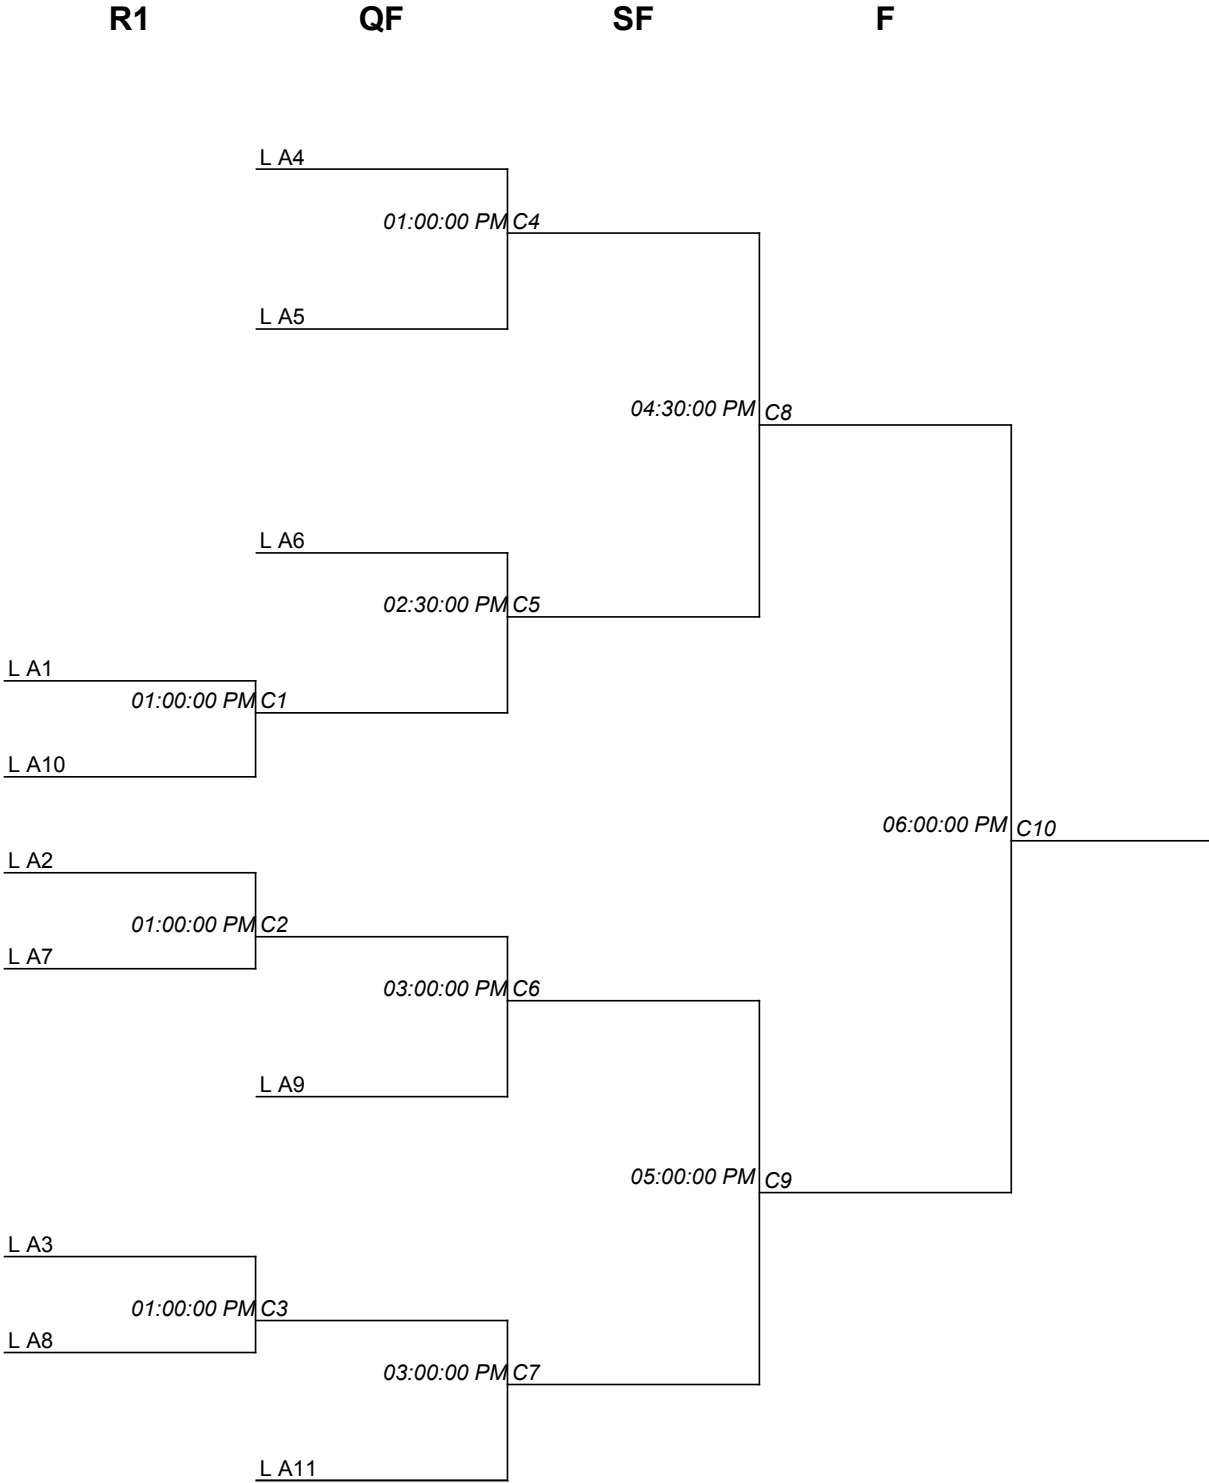 R1 QF SF F
L A4
01:00:00 PM C4
L A5
04:30:00 PM C8
L A6
02:30:00 PM C5
L A1
01:00:00 PM C1
L A10
06:00:00 PM C10
L A2
01:00:00 PM C2
L A7
03:00:00 PM C6
L A9
05:00:00 PM C9
L A3
01:00:00 PM C3
L A8
03:00:00 PM C7
L A11